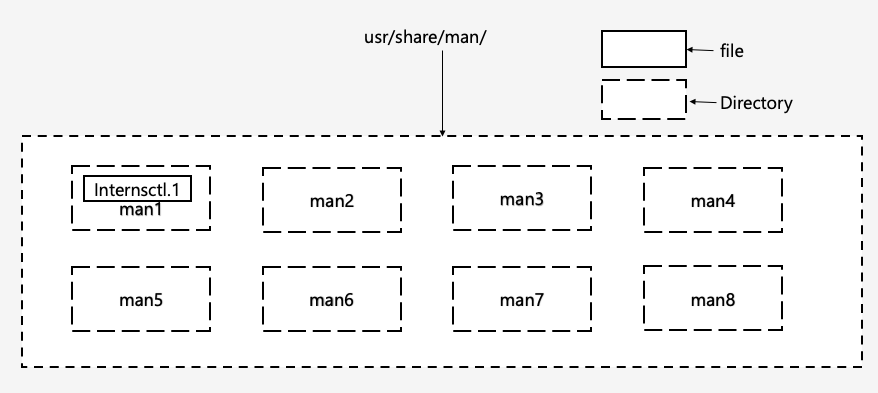 usr/share/man/
file
Directory
Internsctl.1
man1
man2
man3
man4
man5
man6
man7
man8